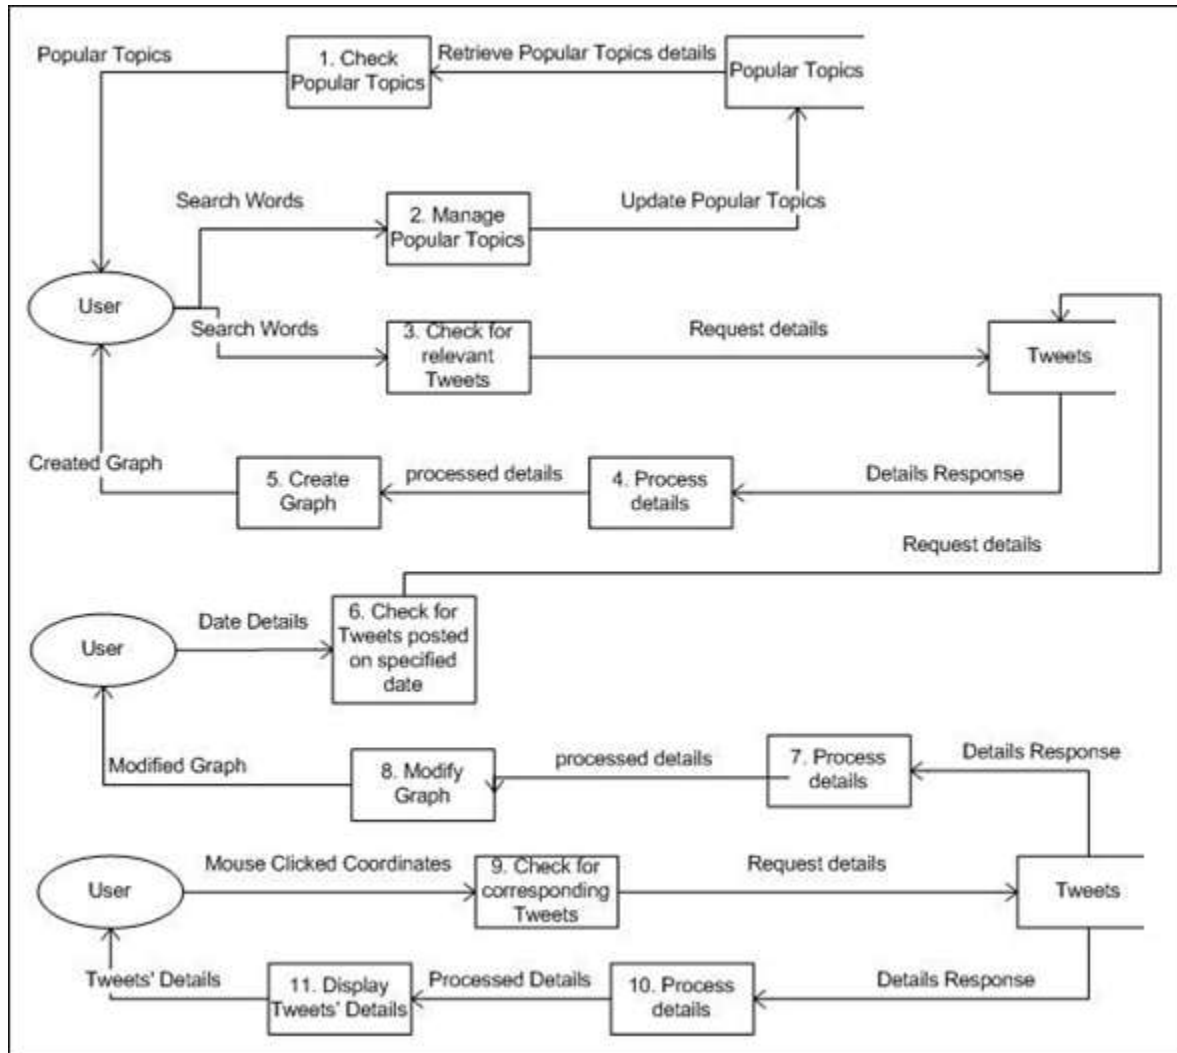 Popular Topics
1. Check
Popular Topics
Retrieve Popular Topics details
Popular Topics
Search Words
2. Manage
Popular Topics
Update Popular Topics
User
Search Words
3. Check for
relevant
Tweets
Request details
Tweets
Created Graph
5. Create
Graph
processed details
4. Process
details
Details Response
Request details
User
Date Details
6. Check for
Tweets posted
on specified
date
Modified Graph
8. Modify
Graph
processed details
7. Process
details
Details Response
User
Mouse Clicked Coordinates
9. Check for
corresponding
Tweets
Request details
Tweets
Tweets' Details
11. Display
Tweets' Details
Processed Details
10. Process
details
Details Response